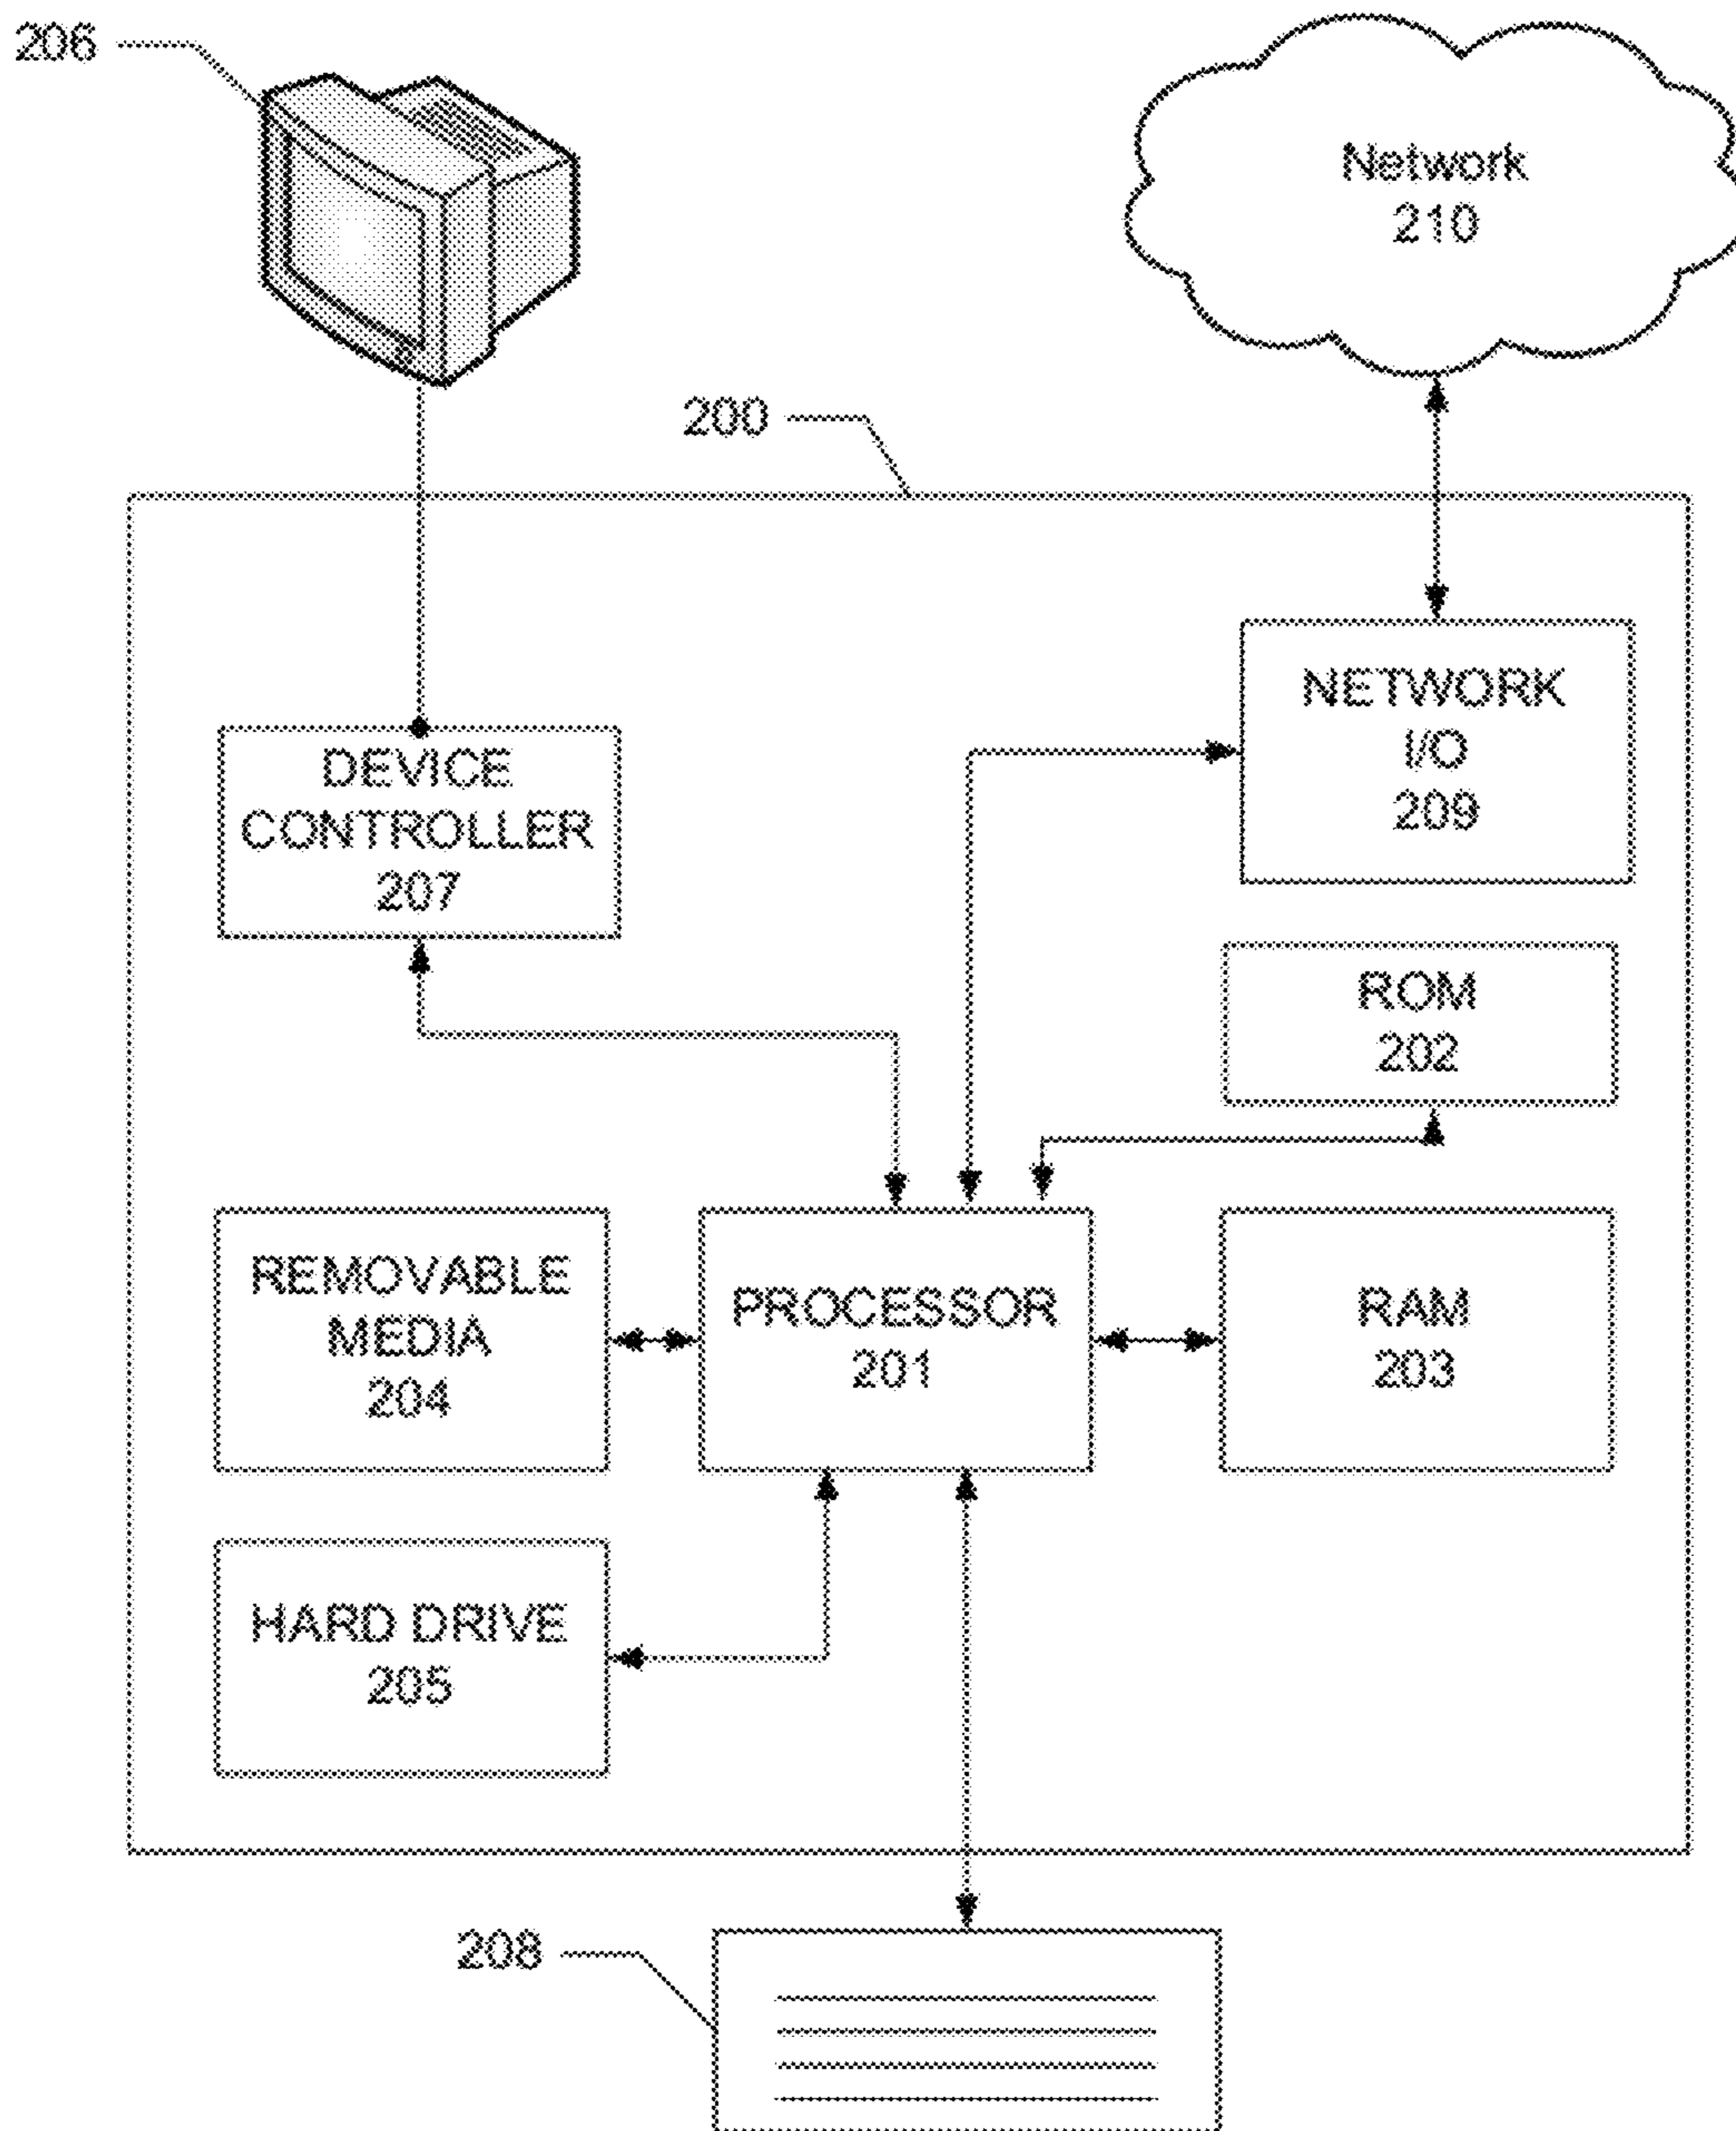 206
Network
210
200
NETWORK
I/O
209
DEVICE
CONTROLLER
207
ROM
202
REMOVABLE
MEDIA
204
PROCESSOR
201
RAM
203
HARD DRIVE
205
208